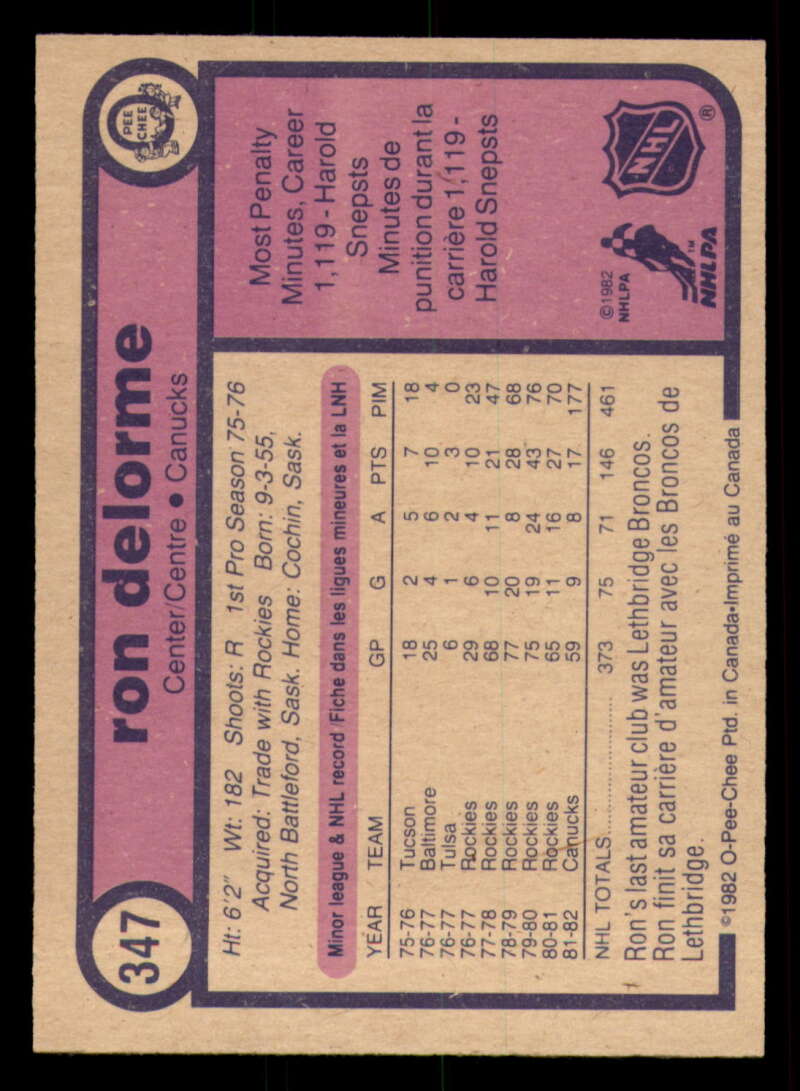 347
ron delorme
Center/Centre • Canucks
O PEE CHEE
Ht: 6'2" Wt: 182 Shoots: R 1st Pro Season 75-76
Acquired: Trade with Rockies Born: 9-3-55,
North Battleford, Sask. Home: Cochin, Sask.
Minor league & NHL record/Fiche dans les ligues mineures et la LNH
YEAR TEAM GP G A PTS PIM
75-76 Tucson 18 2 5 7 18
76-77 Baltimore 25 4 6 10 4
76-77 Tulsa 6 1 2 3 0
76-77 Rockies 29 6 4 10 23
77-78 Rockies 68 10 11 21 47
78-79 Rockies 77 20 8 28 68
79-80 Rockies 75 19 24 43 76
80-81 Rockies 65 11 16 27 70
81-82 Canucks 59 9 8 17 177
NHL TOTALS.................... 373 75 71 146 461
Ron's last amateur club was Lethbridge Broncos.
Ron finit sa carrière d'amateur avec les Broncos de
Lethbridge.
©1982 O-Pee-Chee Ptd. in Canada•Imprimé au Canada
Most Penalty
Minutes, Career
1,119 - Harold
Snepsts
Minutes de
punition durant la
carrière 1,119 -
Harold Snepsts
©1982
NHLPA
NHLPA™
NHL®